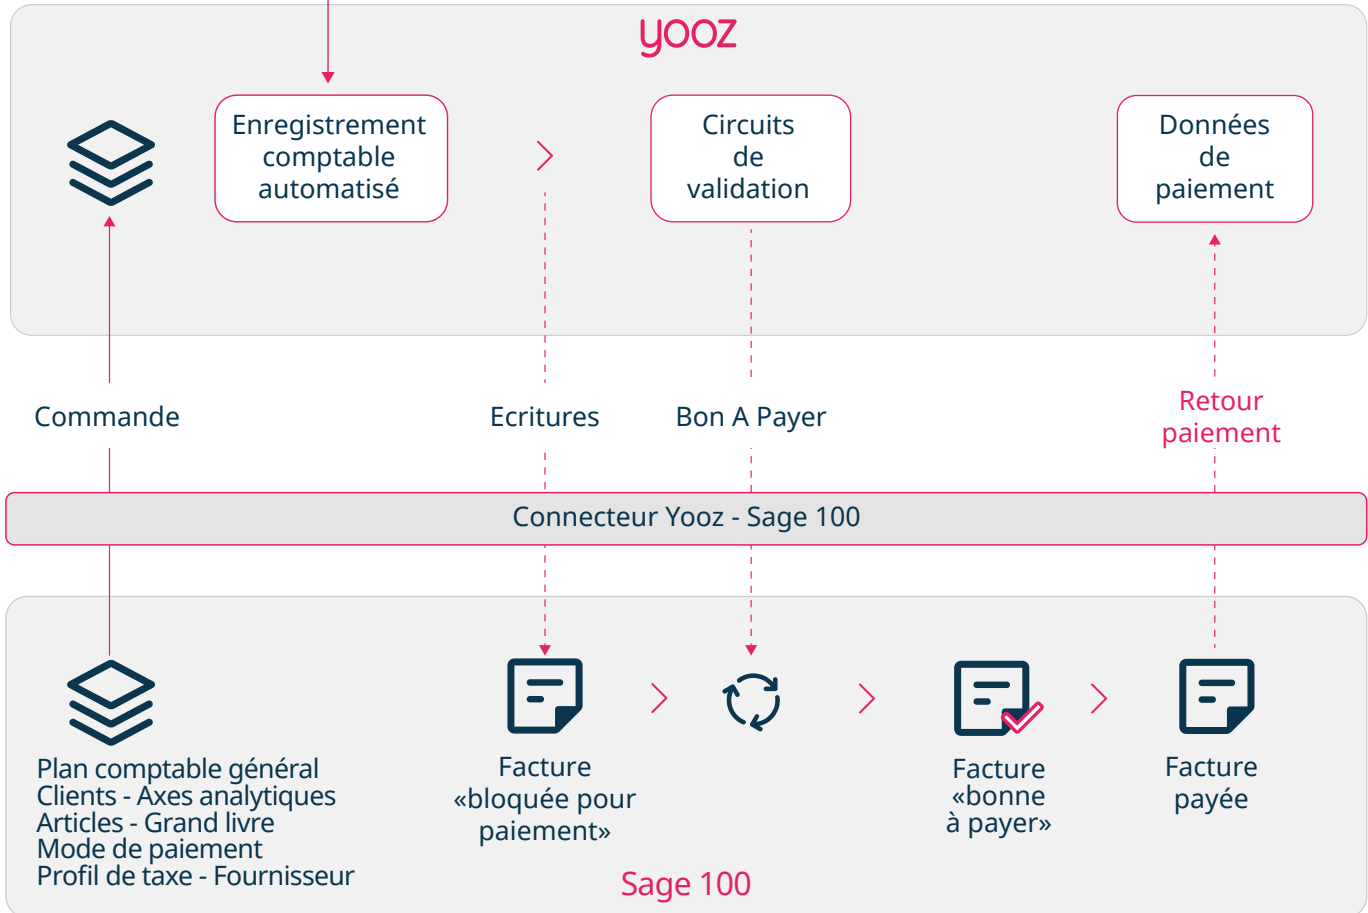 yooz
Enregistrement
comptable
automatisé
Circuits
de
validation
Données
de
paiement
Commande
Ecritures
Bon A Payer
Retour
paiement
Connecteur Yooz - Sage 100
Plan comptable général
Clients - Axes analytiques
Articles - Grand livre
Mode de paiement
Profil de taxe - Fournisseur
Facture
«bloquée pour
paiement»
Facture
«bonne
à payer»
Facture
payée
Sage 100